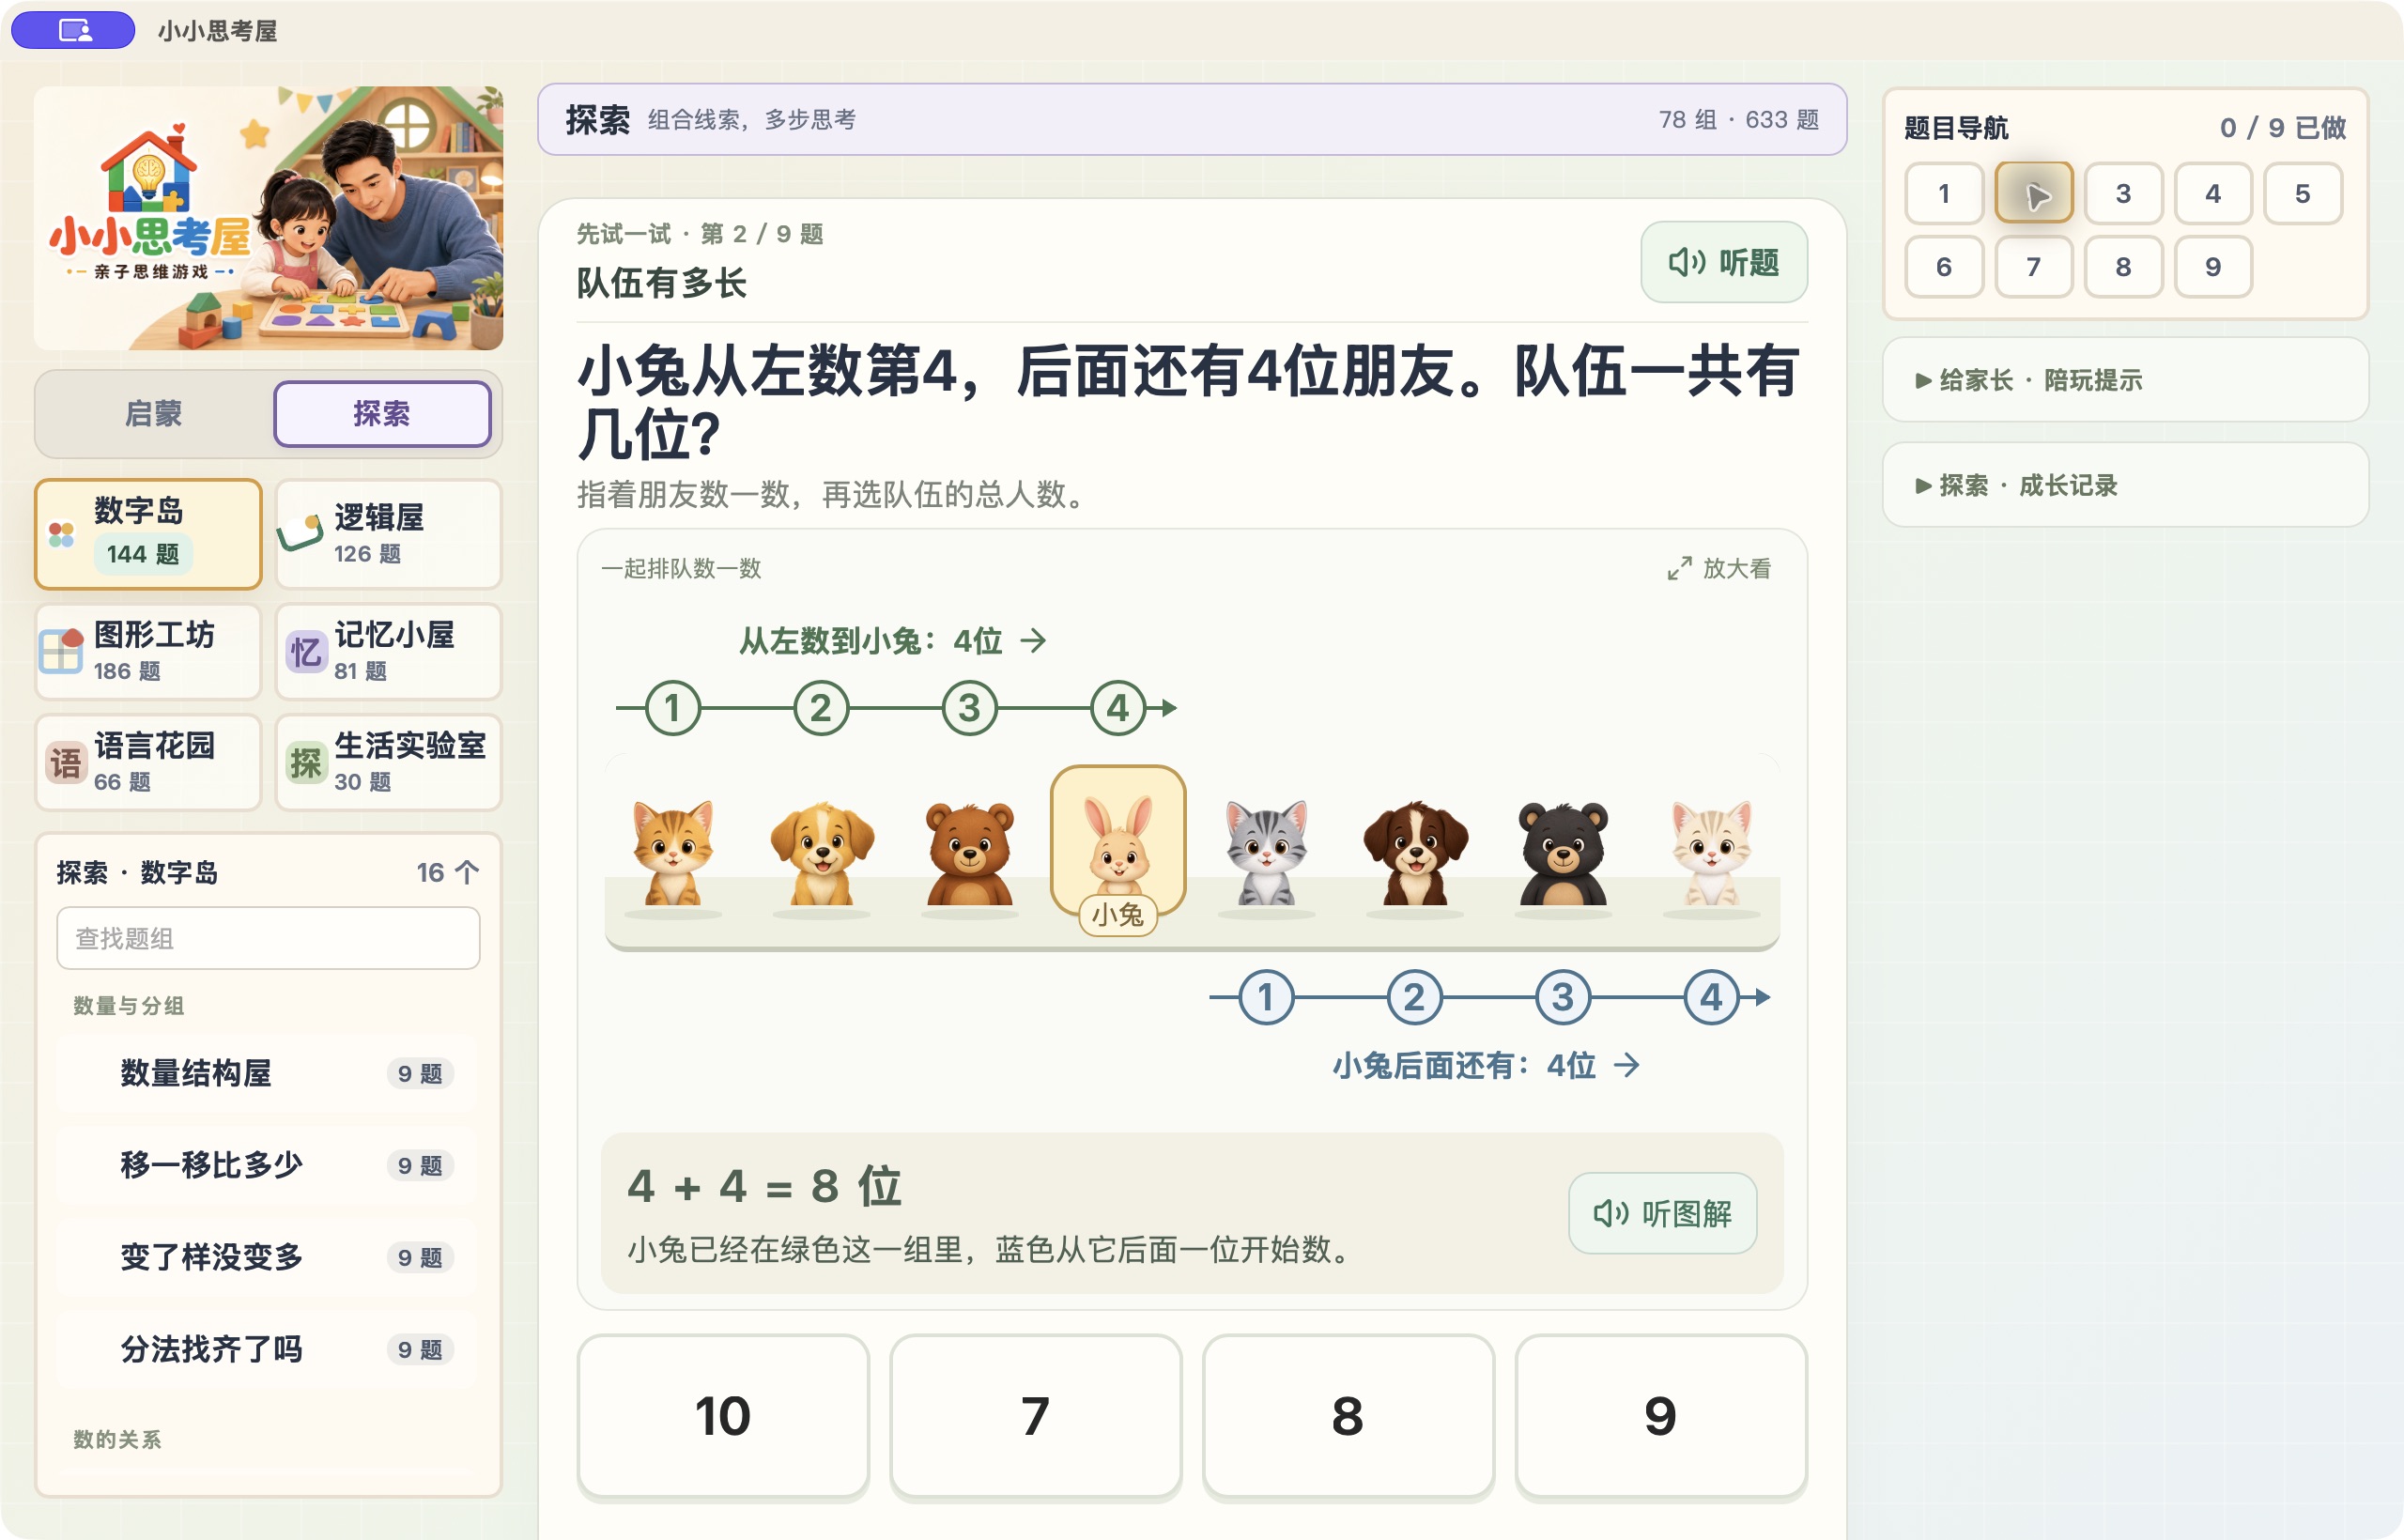 小小思考屋
小小思考屋
亲子思维游戏
启蒙
探索
数字岛
144 题
逻辑屋
126 题
图形工坊
186 题
忆
记忆小屋
81 题
语
语言花园
66 题
探
生活实验室
30 题
探索 · 数字岛
16 个
查找题组
数量与分组
数量结构屋
9 题
移一移比多少
9 题
变了样没变多
9 题
分法找齐了吗
9 题
数的关系
探索 组合线索，多步思考
78 组 · 633 题
先试一试 · 第 2 / 9 题
队伍有多长
听题
小兔从左数第4，后面还有4位朋友。队伍一共有
几位?
指着朋友数一数，再选队伍的总人数。
一起排队数一数
放大看
从左数到小兔：4位 →
1 2 3 4
小兔
1 2 3 4
小兔后面还有：4位 →
4 + 4 = 8 位
小兔已经在绿色这一组里，蓝色从它后面一位开始数。
听图解
10 7 8 9
题目导航
0 / 9 已做
1 3 4 5
6 7 8 9
▶ 给家长 · 陪玩提示
▶ 探索 · 成长记录